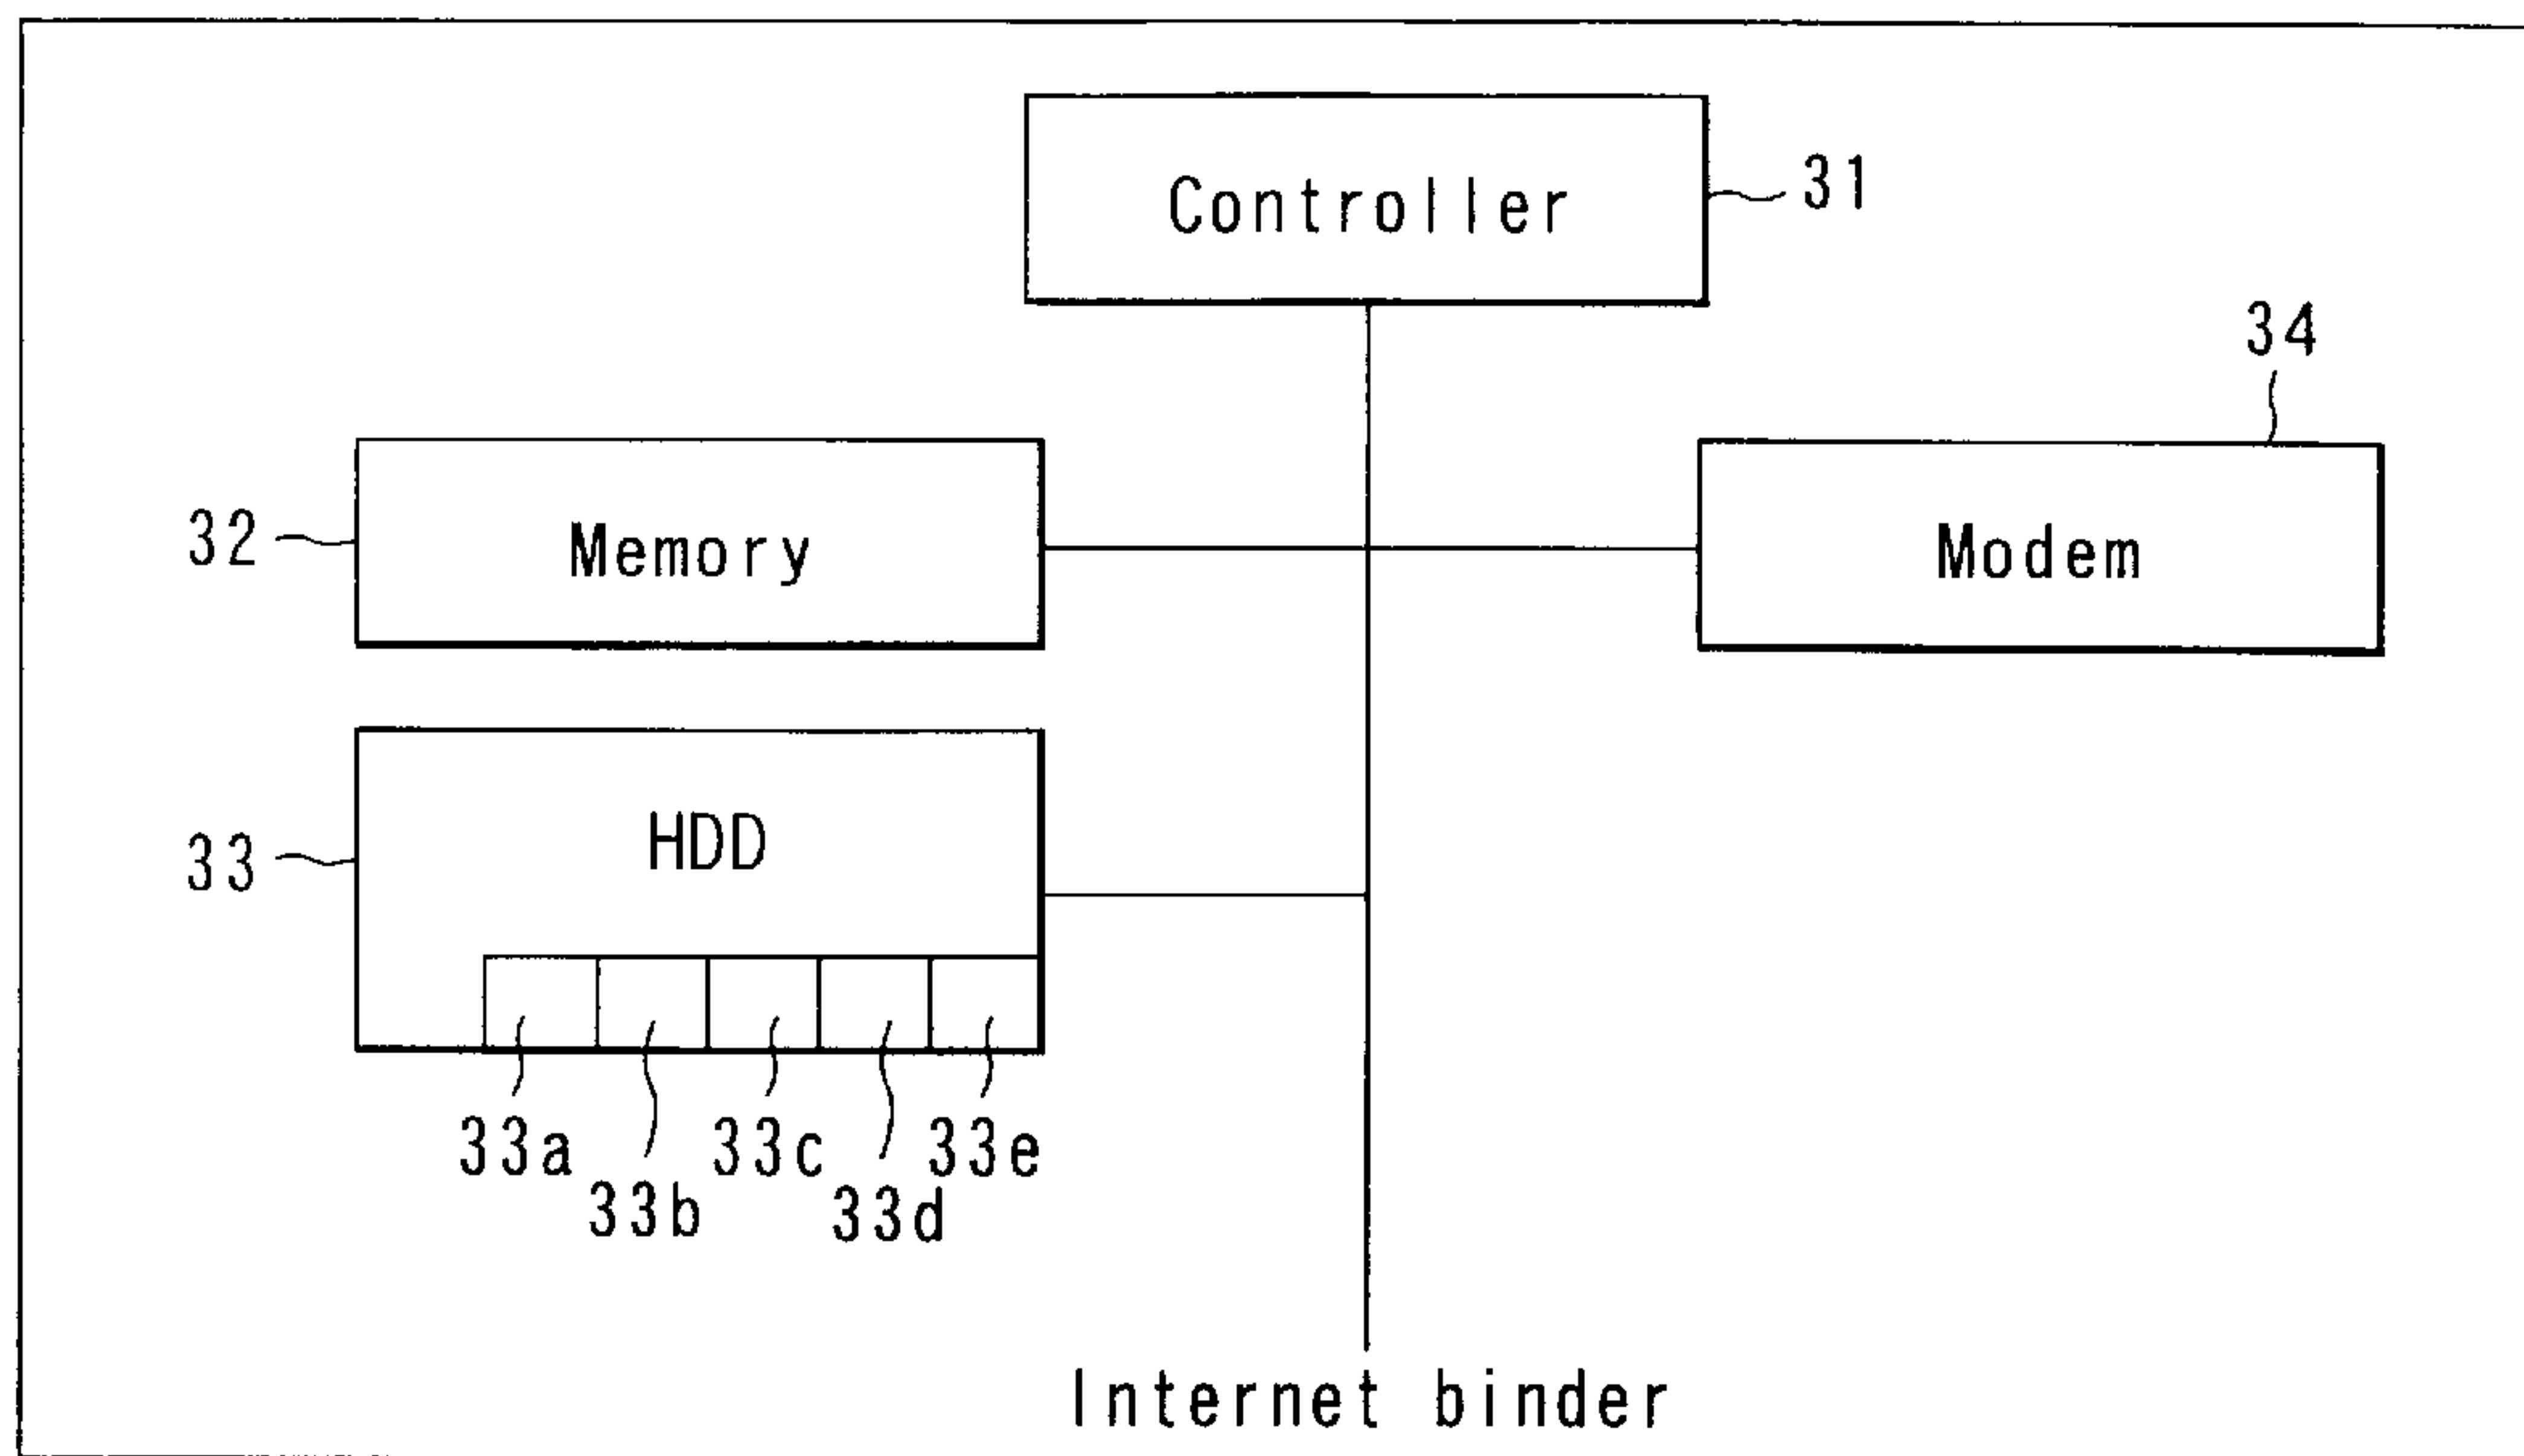 Controller
31
34
32
Memory
Modem
HDD
33
33a
33c
33e
33b
33d
Internet binder